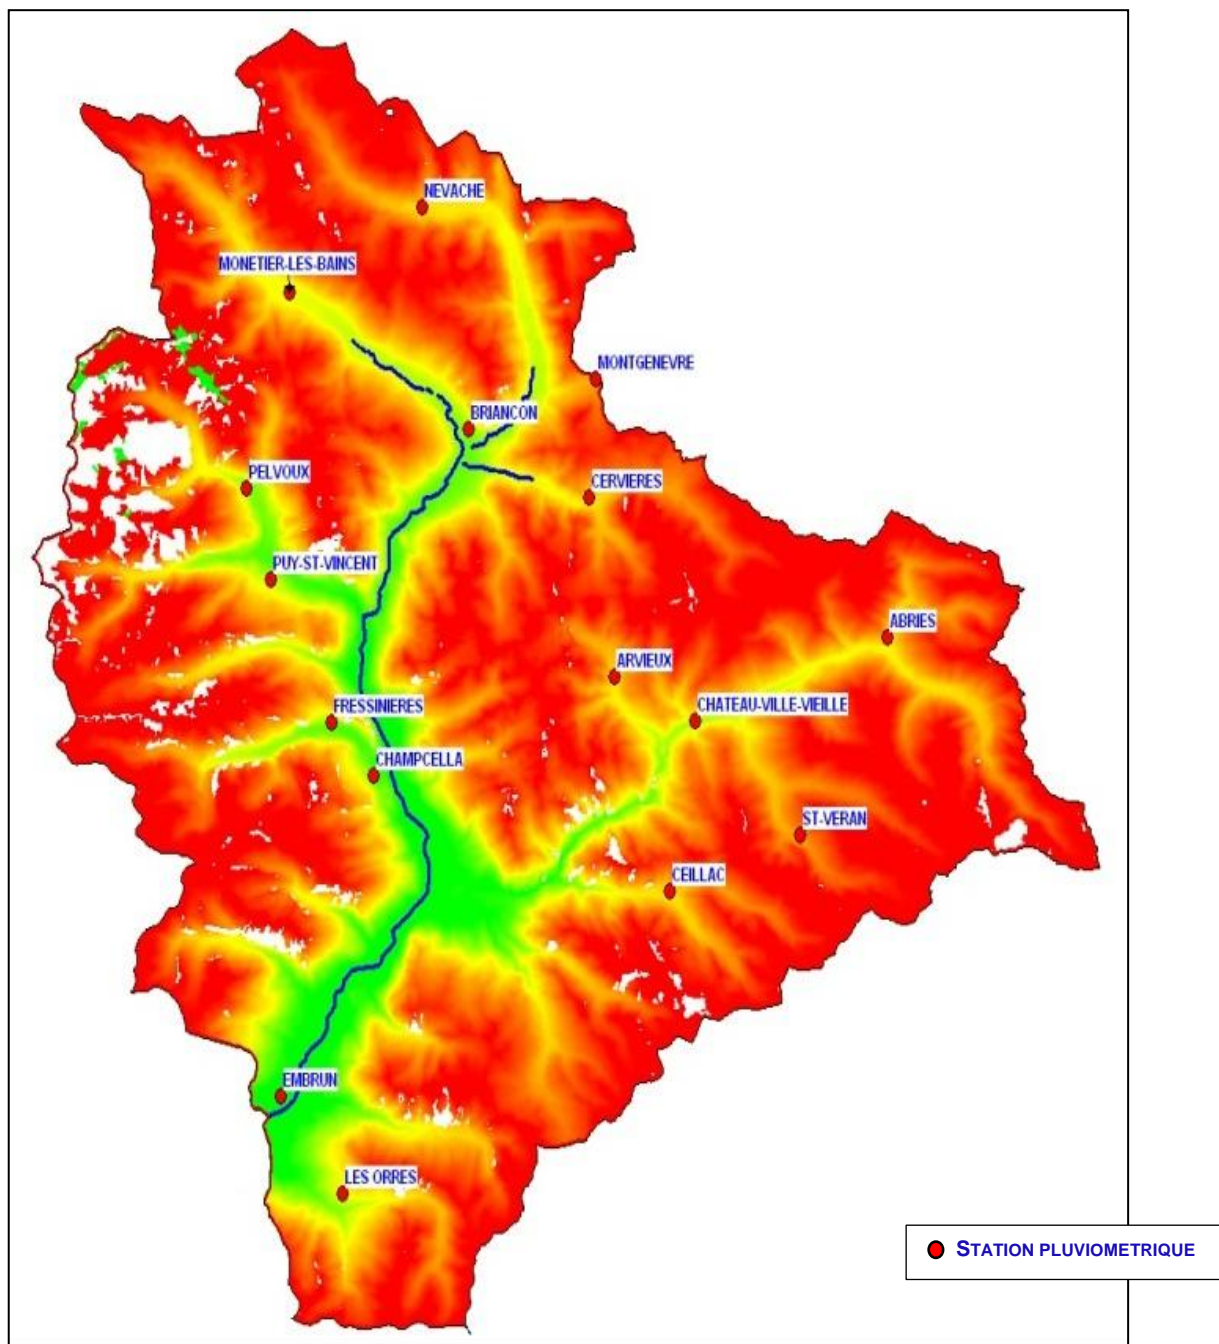 NEVACHE
MONETIER-LES-BAINS
MONTGENEVRE
BRIANCON
PELVOUX
CERVIERES
PUY-ST-VINCENT
ABRIES
ARVIEUX
FRESSINIERES
CHATEAU-VILLE-VIEILLE
CHAMPCELLA
ST-VERAN
CEILLAC
EMBRUN
LES ORRES
STATION PLUVIOMETRIQUE